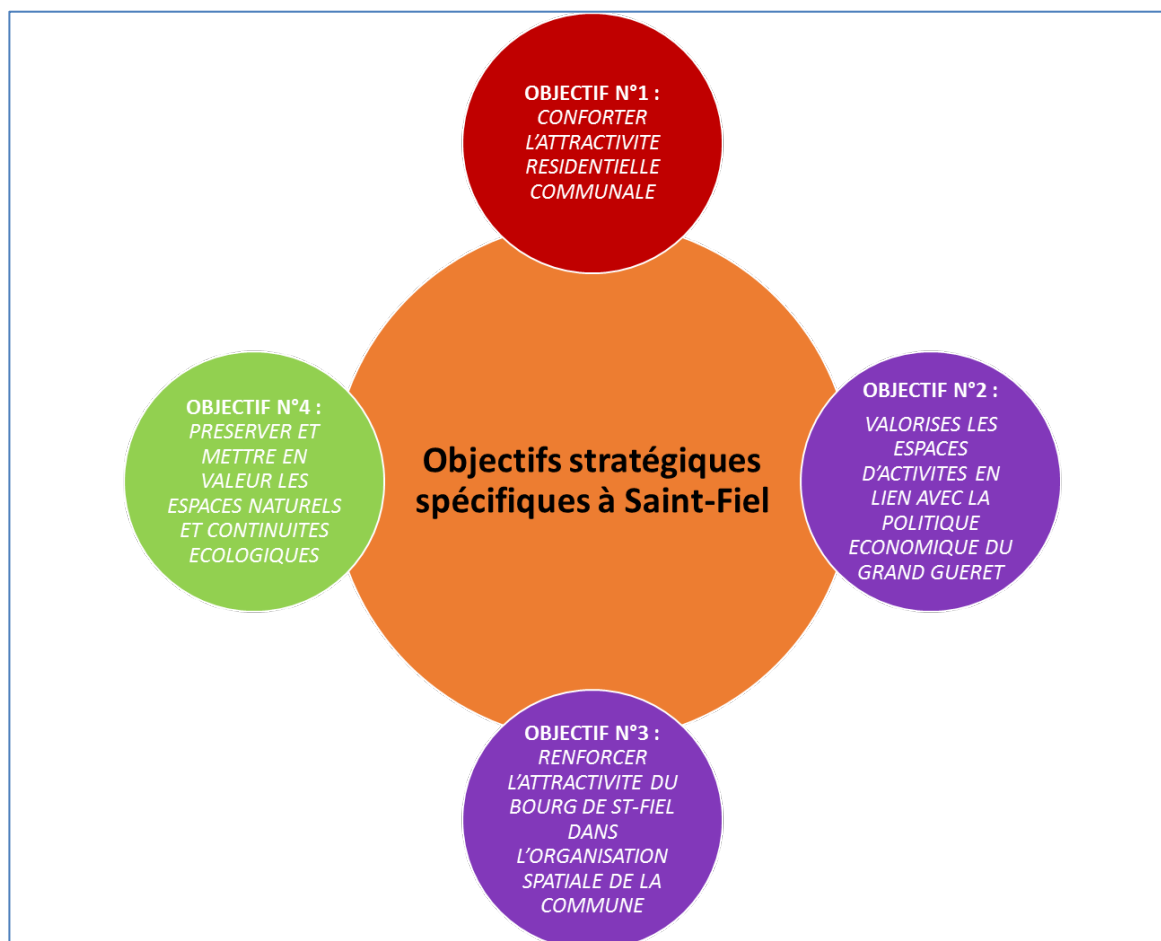 OBJECTIF N°1 :
CONFORTER
L'ATTRACTIVITE
RESIDENTIELLE
COMMUNALE
OBJECTIF N°4 :
PRESERVER ET
METTRE EN
VALEUR LES
ESPACES NATURELS
ET CONTINUITES
ECOLOGIQUES
Objectifs stratégiques
spécifiques à Saint-Fiel
OBJECTIF N°2 :
VALORISES LES
ESPACES
D'ACTIVITES EN
LIEN AVEC LA
POLITIQUE
ECONOMIQUE DU
GRAND GUERET
OBJECTIF N°3 :
RENFORCER
L'ATTRACTIVITE DU
BOURG DE ST-FIEL
DANS
L'ORGANISATION
SPATIALE DE LA
COMMUNE